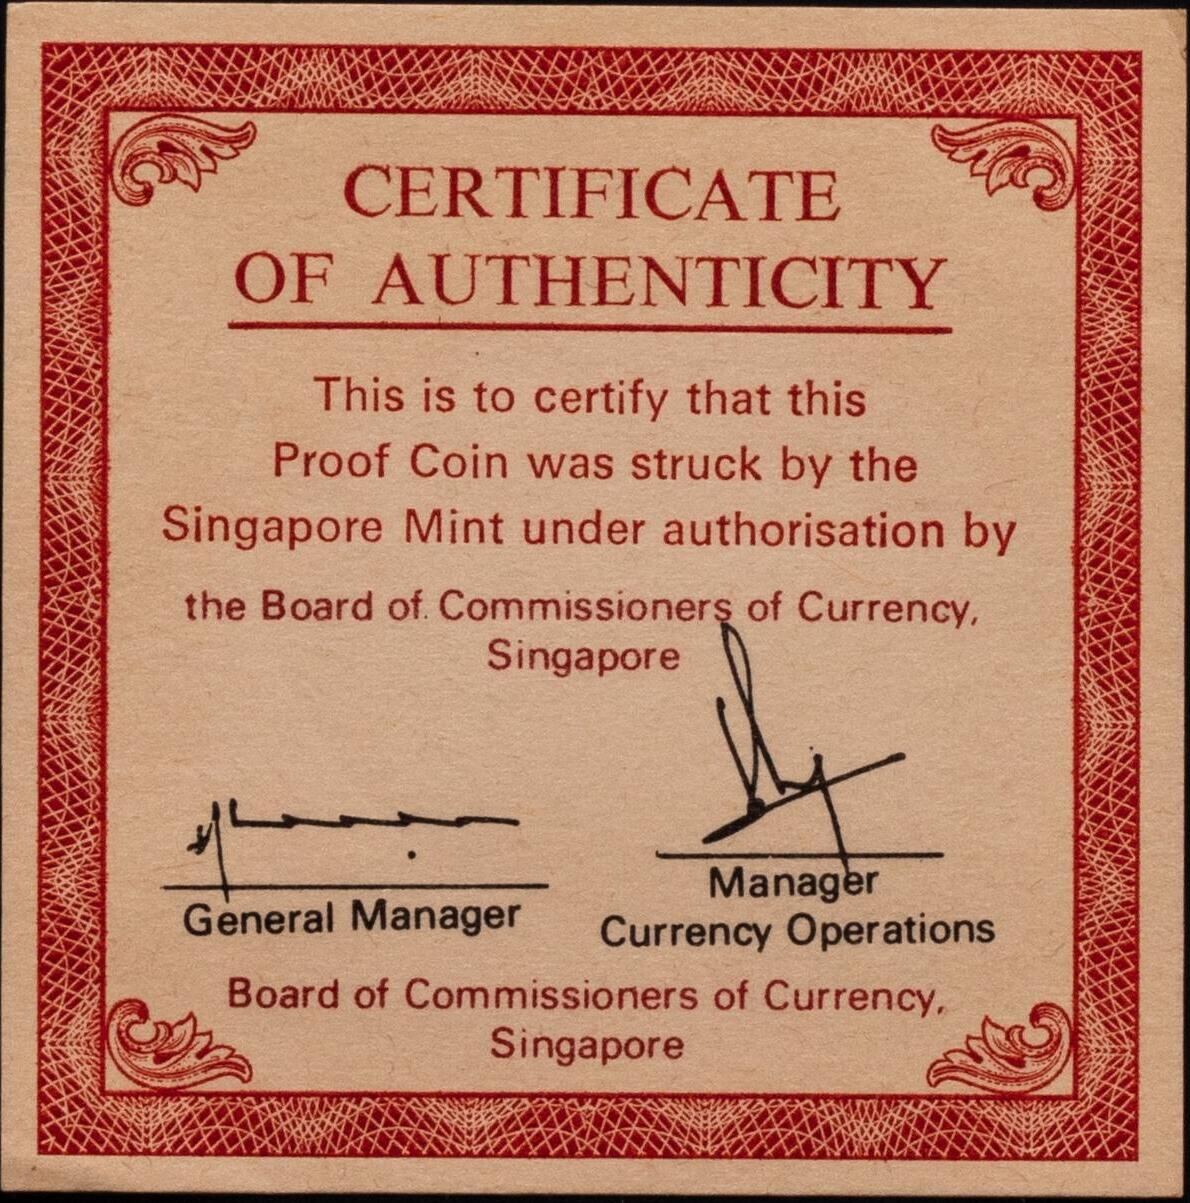 CERTIFICATE
OF AUTHENTICITY
This is to certify that this
Proof Coin was struck by the
Singapore Mint under authorisation by
the Board of Commissioners of Currency,
Singapore
General Manager
Manager
Currency Operations
Board of Commissioners of Currency,
Singapore